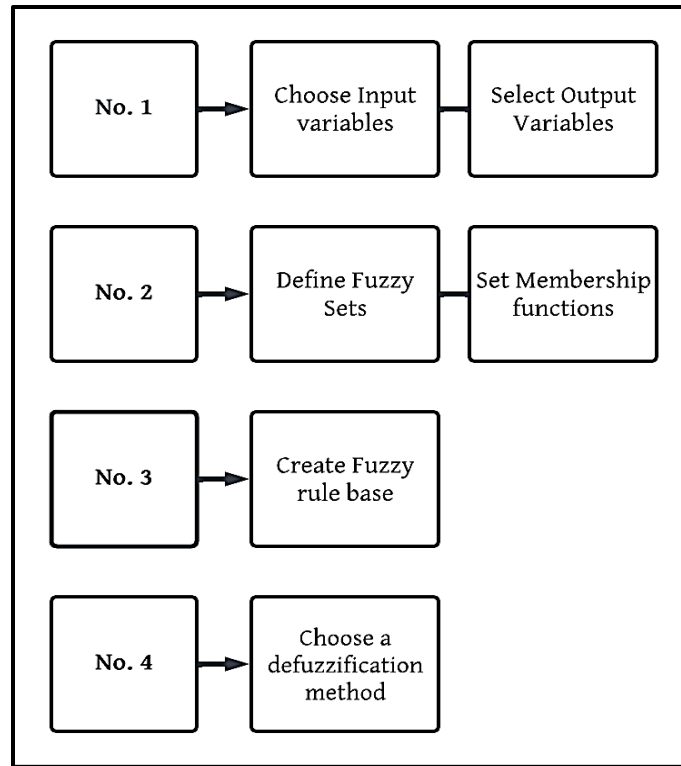 No. 1
Choose Input
variables
Select Output
Variables
No. 2
Define Fuzzy
Sets
Set Membership
functions
No. 3
Create Fuzzy
rule base
No. 4
Choose a
defuzzification
method